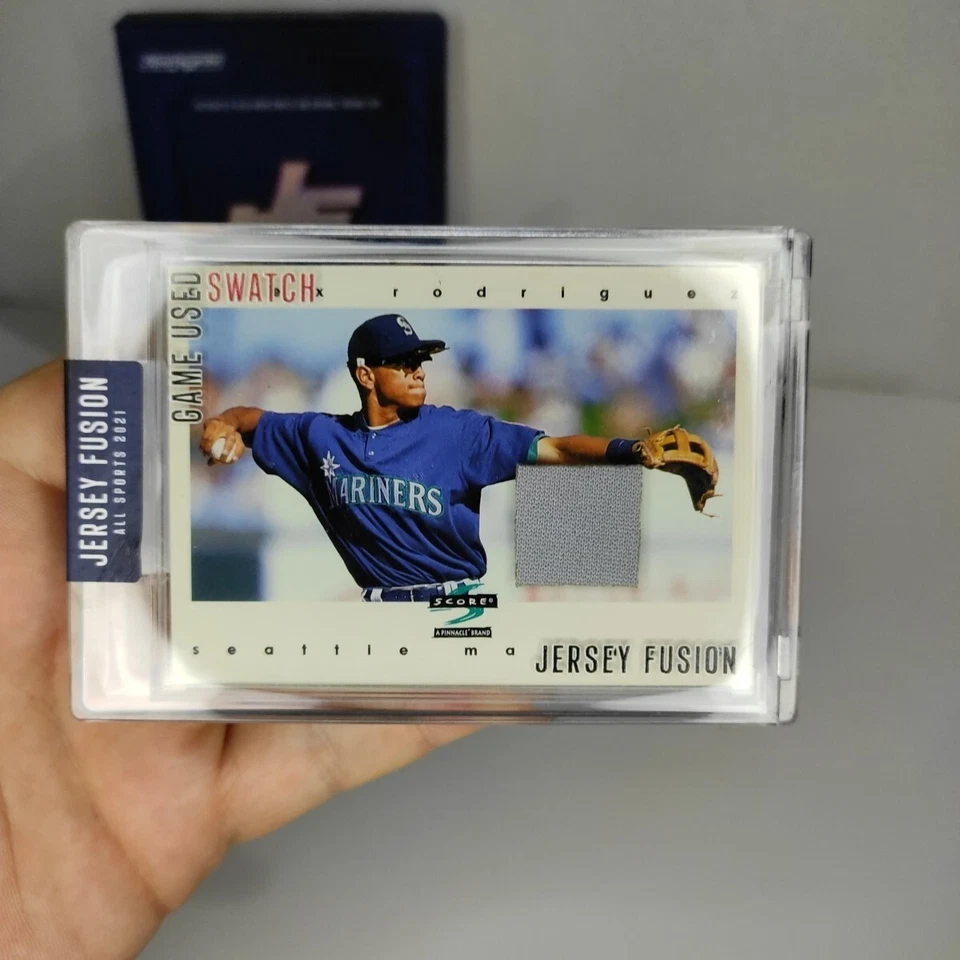 GAME USED
SWATCH
x rodriguez
JERSEY FUSION
ALL SPORTS 2021
S
MARINERS
SCORE®
A PINNACLE® BRAND
seattle ma
JERSEY FUSION